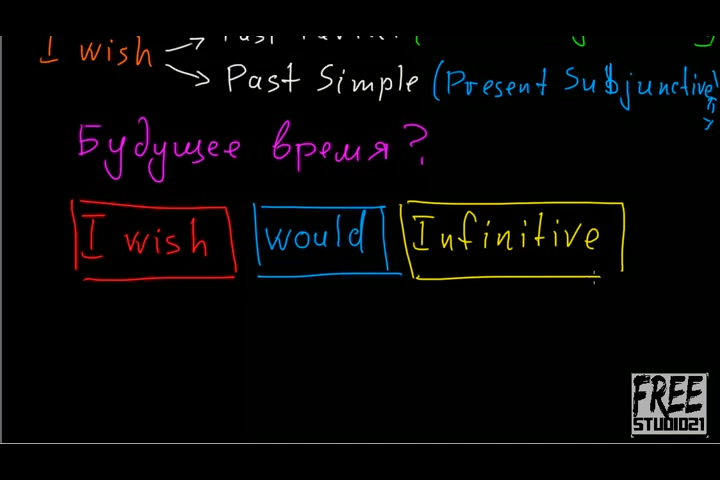 I wish
Past Simple (Present Subjunctive)
Будущее время?
I wish would Infinitive
FREE
STUDIO21